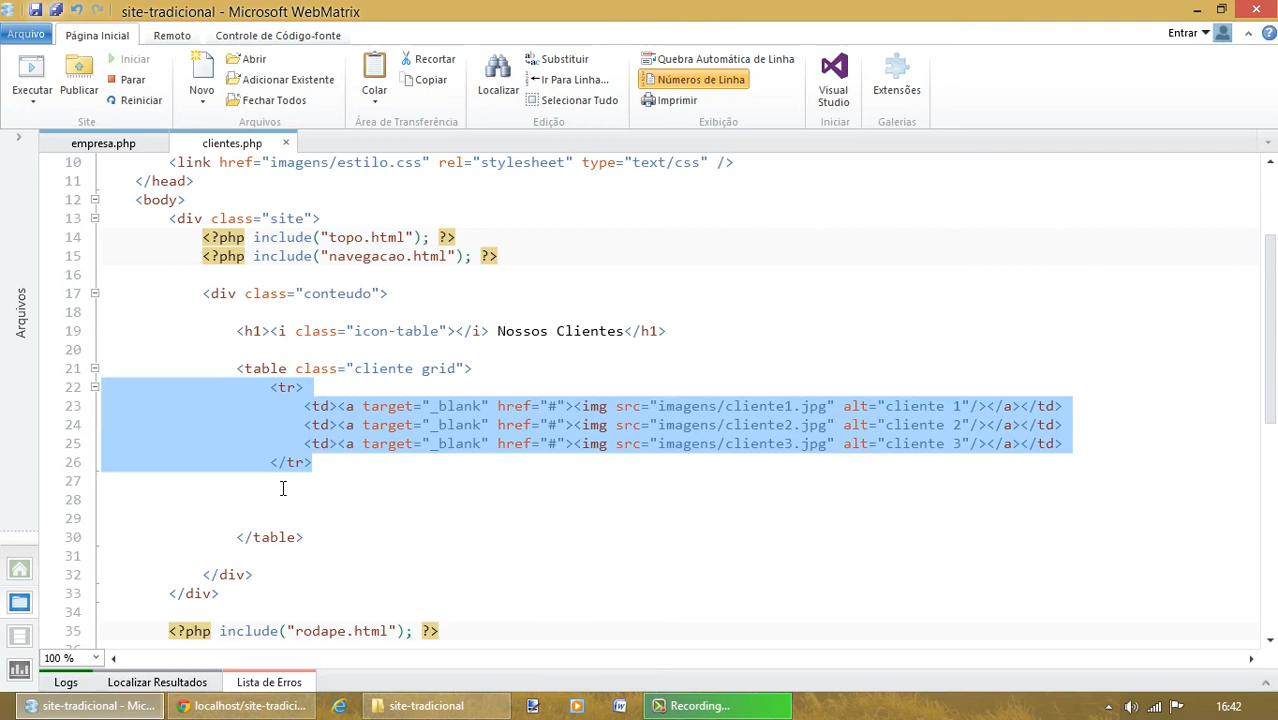 site-tradicional - Microsoft WebMatrix
Arquivo Página Inicial Remoto Controle de Código-fonte Entrar
Executar Publicar Iniciar Parar Reiniciar
Site
Novo Abrir Adicionar Existente Fechar Todos
Arquivos
Colar Recortar Copiar
Área de Transferência
Localizar Substituir Ir Para Linha... Selecionar Tudo
Edição
Quebra Automática de Linha Números de Linha Imprimir
Exibição
Visual Studio
Iniciar
Extensões
Galerias
empresa.php clientes.php
Arquivos
10 <link href="imagens/estilo.css" rel="stylesheet" type="text/css" />
11 </head>
12 <body>
13 <div class="site">
14 <?php include("topo.html"); ?>
15 <?php include("navegacao.html"); ?>
16
17 <div class="conteudo">
18
19 <h1><i class="icon-table"></i> Nossos Clientes</h1>
20
21 <table class="cliente grid">
22 <tr>
23 <td><a target="_blank" href="#"><img src="imagens/cliente1.jpg" alt="cliente 1"/></a></td>
24 <td><a target="_blank" href="#"><img src="imagens/cliente2.jpg" alt="cliente 2"/></a></td>
25 <td><a target="_blank" href="#"><img src="imagens/cliente3.jpg" alt="cliente 3"/></a></td>
26 </tr>
27
28
29
30 </table>
31
32 </div>
33 </div>
34
35 <?php include("rodape.html"); ?>
100 %
Logs Localizar Resultados Lista de Erros
site-tradicional - Mic... localhost/site-tradici... site-tradicional Recording... 16:42